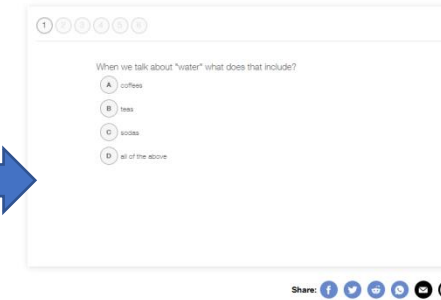 1 2 3 4 5 6
When we talk about "water" what does that include?
A coffees
B teas
C sodas
D all of the above
Share: